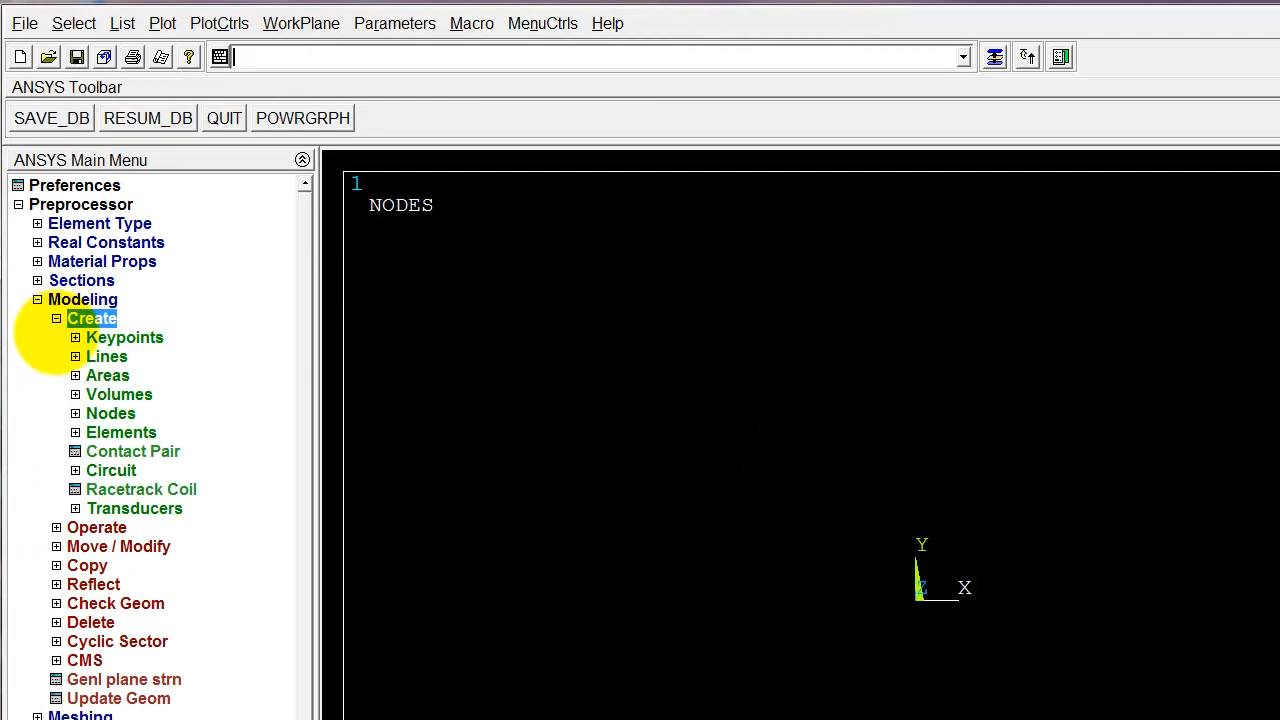 File Select List Plot PlotCtrls WorkPlane Parameters Macro MenuCtrls Help
ANSYS Toolbar
SAVE_DB RESUM_DB QUIT POWRGRPH
ANSYS Main Menu
Preferences
Preprocessor
Element Type
Real Constants
Material Props
Sections
Modeling
Create
Keypoints
Lines
Areas
Volumes
Nodes
Elements
Contact Pair
Circuit
Racetrack Coil
Transducers
Operate
Move / Modify
Copy
Reflect
Check Geom
Delete
Cyclic Sector
CMS
Genl plane strn
Update Geom
Meshing
1
NODES
Y
Z X